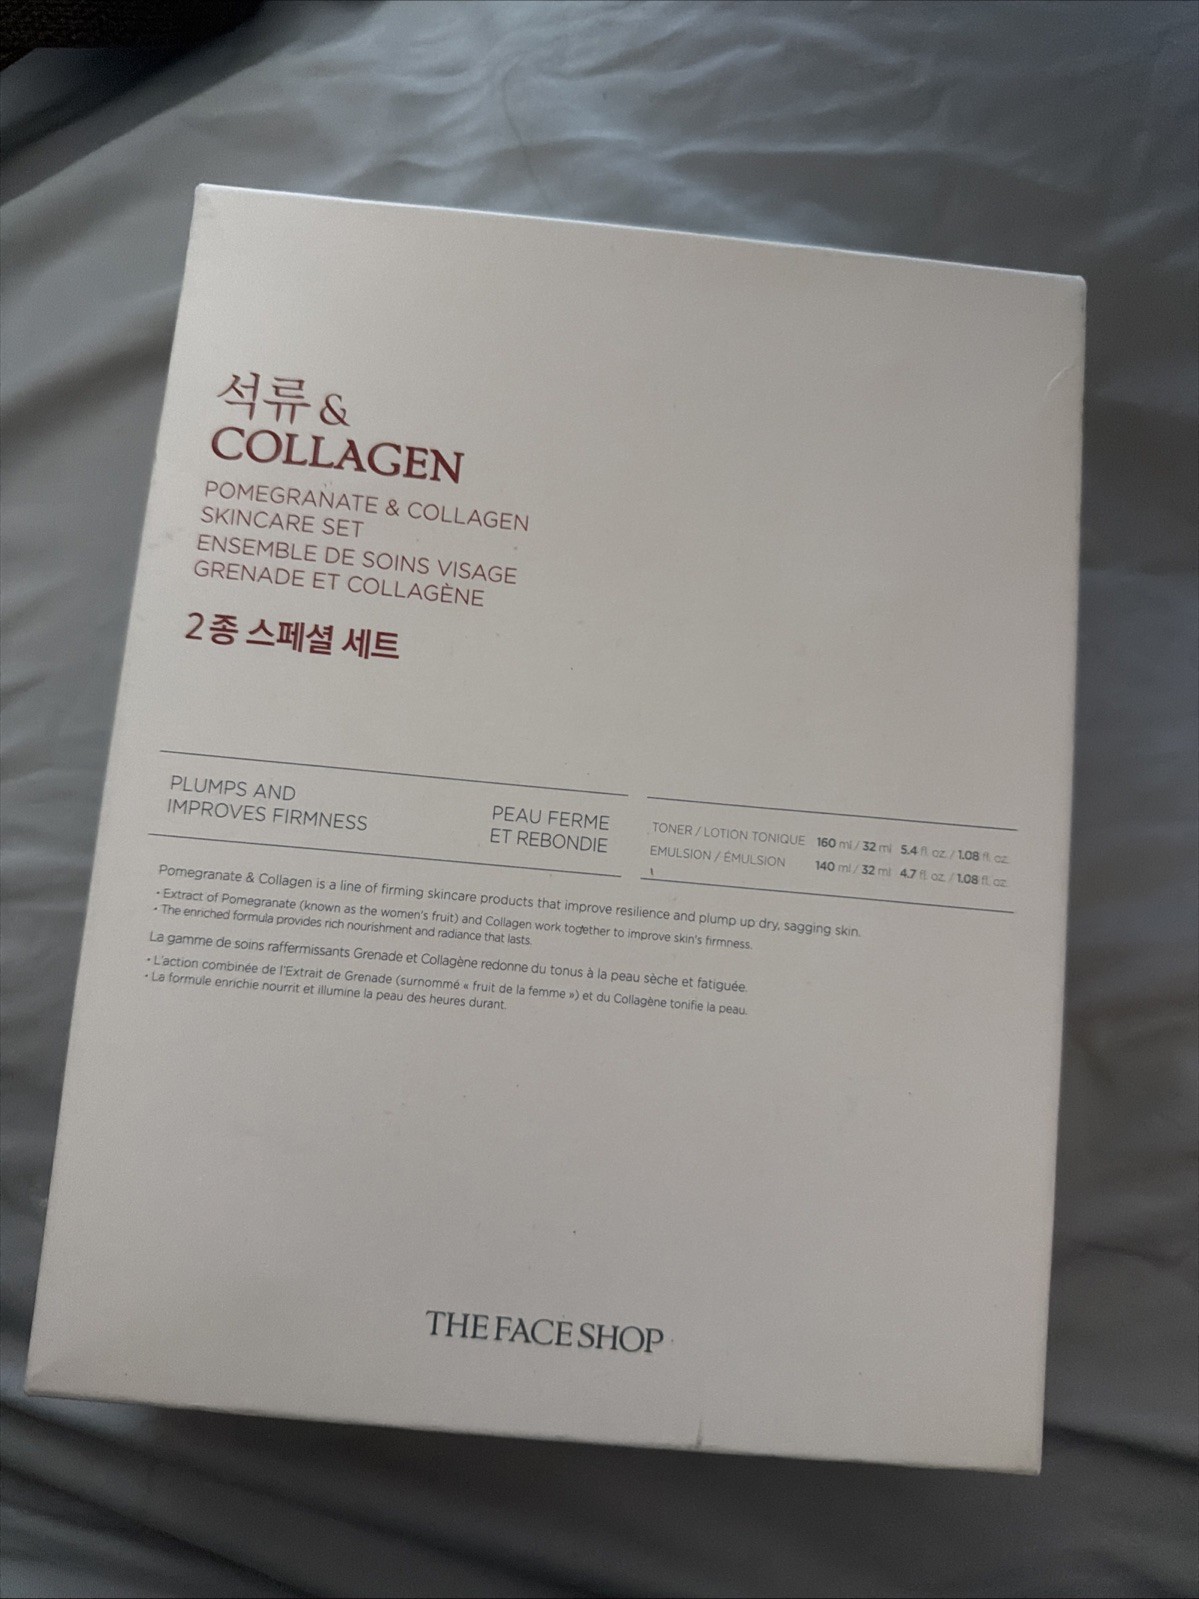 석류 &
COLLAGEN
POMEGRANATE & COLLAGEN
SKINCARE SET
ENSEMBLE DE SOINS VISAGE
GRENADE ET COLLAGÈNE
2종 스페셜 세트
PLUMPS AND
IMPROVES FIRMNESS
PEAU FERME
ET REBONDIE
TONER / LOTION TONIQUE 160 ml / 32 ml 5.4 fl. oz. / 1.08 fl. oz.
EMULSION / ÉMULSION 140 ml / 32 ml 4.7 fl. oz. / 1.08 fl. oz.
Pomegranate & Collagen is a line of firming skincare products that improve resilience and plump up dry, sagging skin.
• Extract of Pomegranate (known as the women's fruit) and Collagen work together to improve skin's firmness.
• The enriched formula provides rich nourishment and radiance that lasts.
La gamme de soins raffermissants Grenade et Collagène redonne du tonus à la peau sèche et fatiguée.
• L'action combinée de l'Extrait de Grenade (surnommé « fruit de la femme ») et du Collagène tonifie la peau.
• La formule enrichie nourrit et illumine la peau des heures durant.
THE FACE SHOP